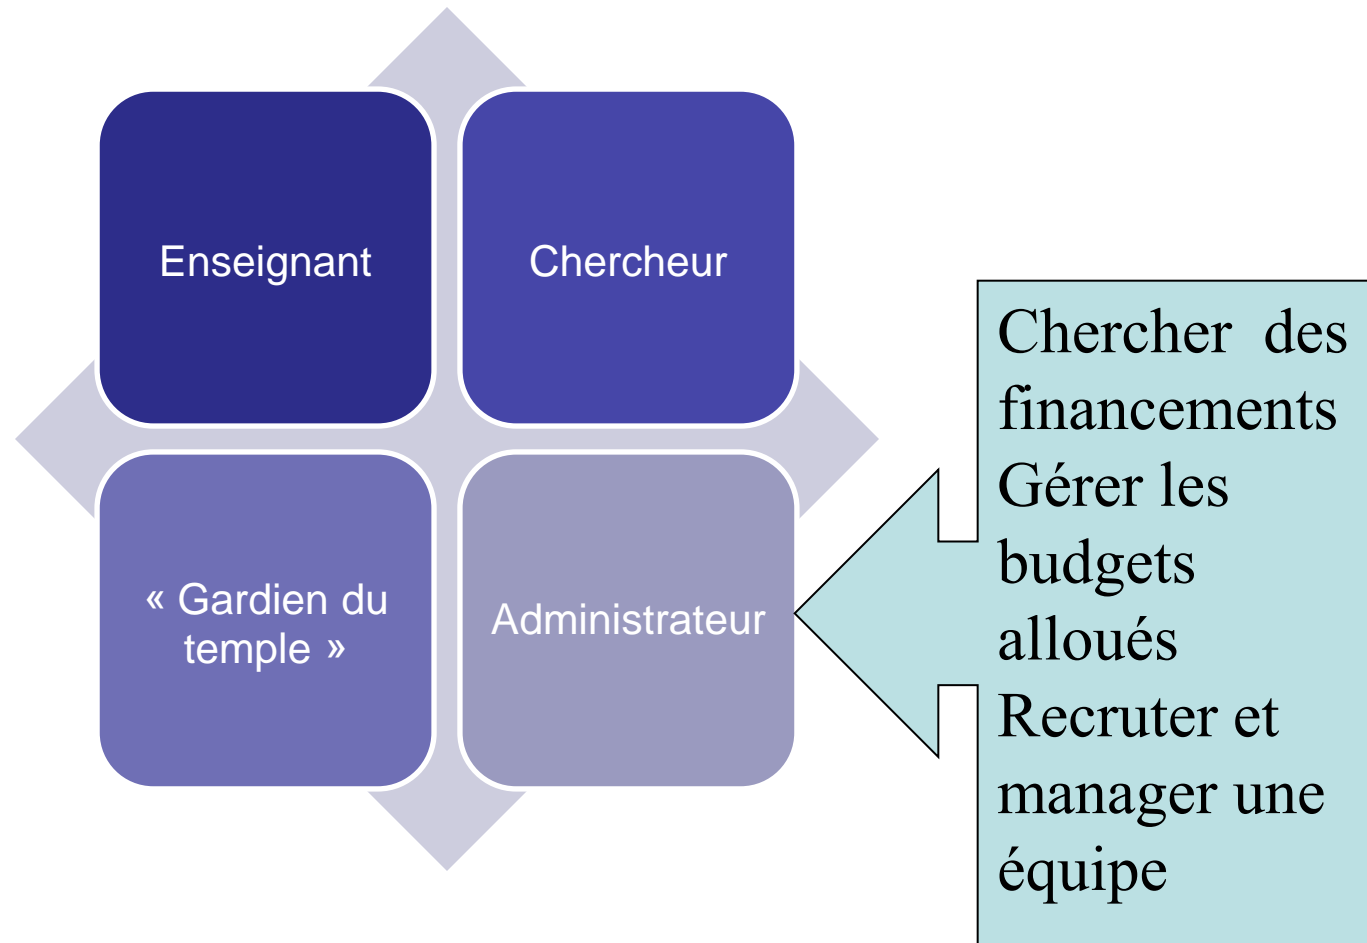 Enseignant
Chercheur
« Gardien du
temple »
Administrateur
Chercher des
financements
Gérer les
budgets
alloués
Recruter et
manager une
équipe